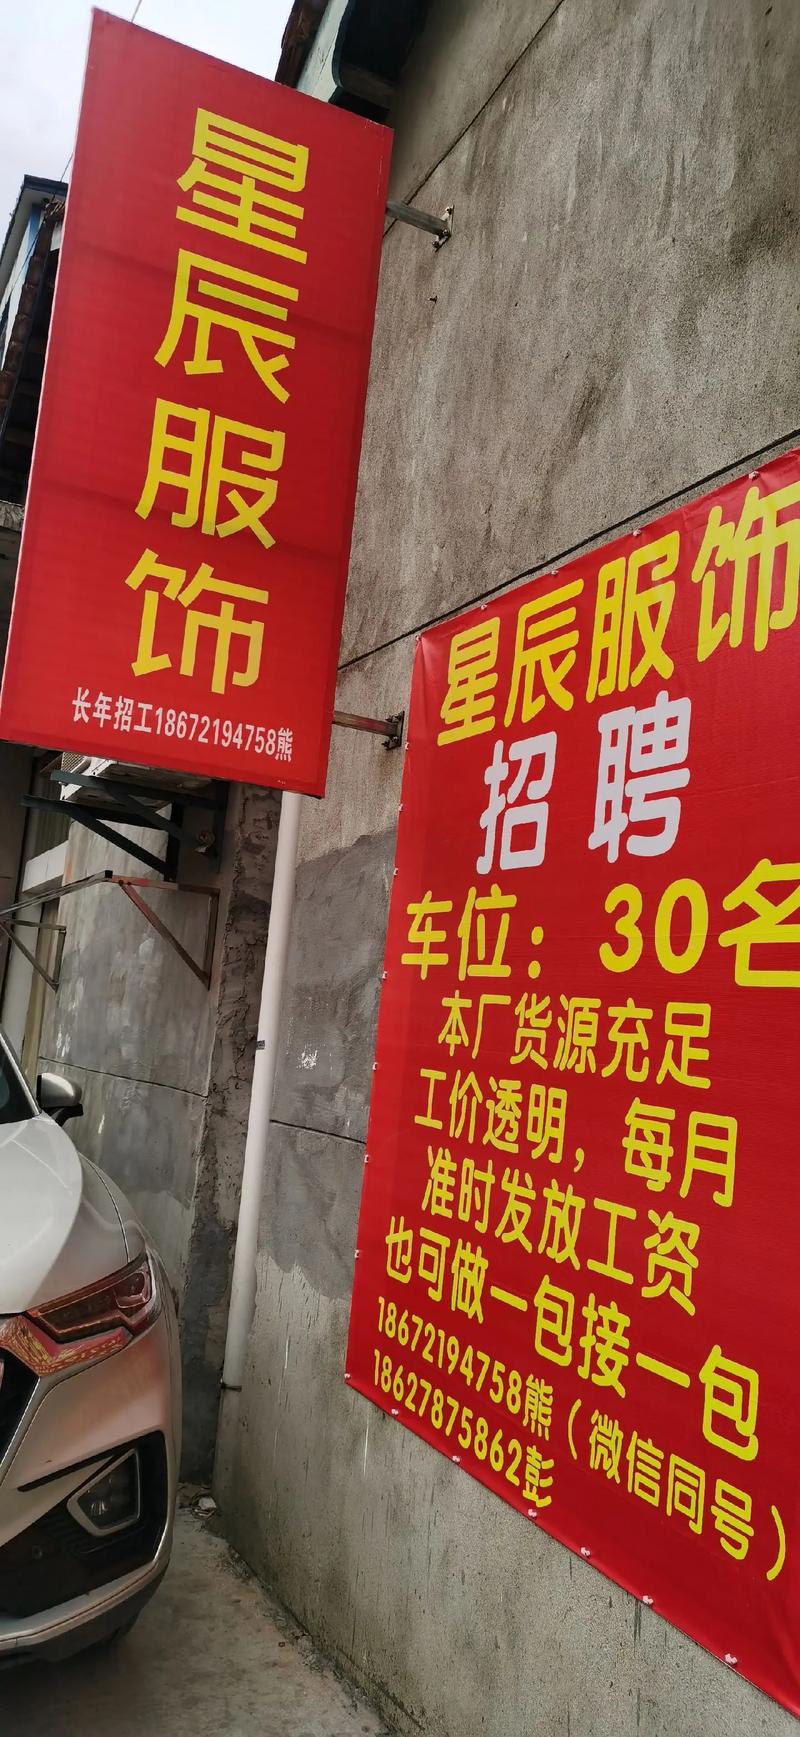 星辰服饰
长年招工18672194758熊
星辰服饰
招聘
车位：30名
本厂货源充足
工价透明，每月
准时发放工资
也可做一包接一包
18672194758熊（微信同号）
18627875862彭